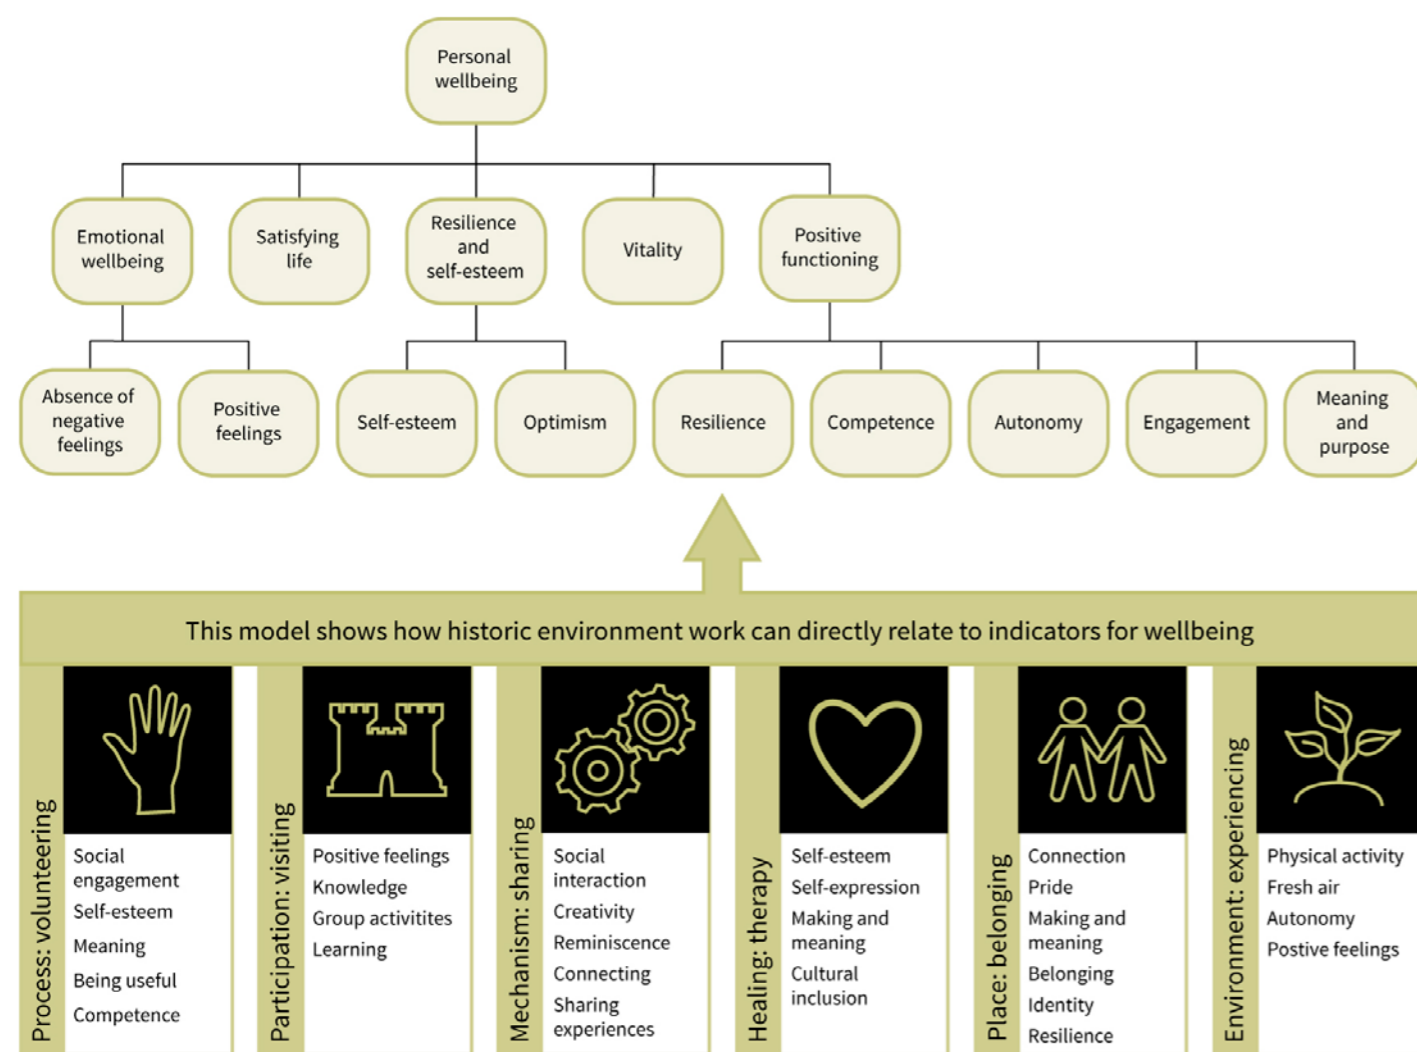 Personal
wellbeing
Emotional
wellbeing
Satisfying
life
Resilience
and
self-esteem
Vitality
Positive
functioning
Absence of
negative
feelings
Positive
feelings
Self-esteem
Optimism
Resilience
Competence
Autonomy
Engagement
Meaning
and
purpose
This model shows how historic environment work can directly relate to indicators for wellbeing
Process: volunteering
Social
engagement
Self-esteem
Meaning
Being useful
Competence
Participation: visiting
Positive feelings
Knowledge
Group activitites
Learning
Mechanism: sharing
Social
interaction
Creativity
Reminiscence
Connecting
Sharing
experiences
Healing: therapy
Self-esteem
Self-expression
Making and
meaning
Cultural
inclusion
Place: belonging
Connection
Pride
Making and
meaning
Belonging
Identity
Resilience
Environment: experiencing
Physical activity
Fresh air
Autonomy
Postive feelings